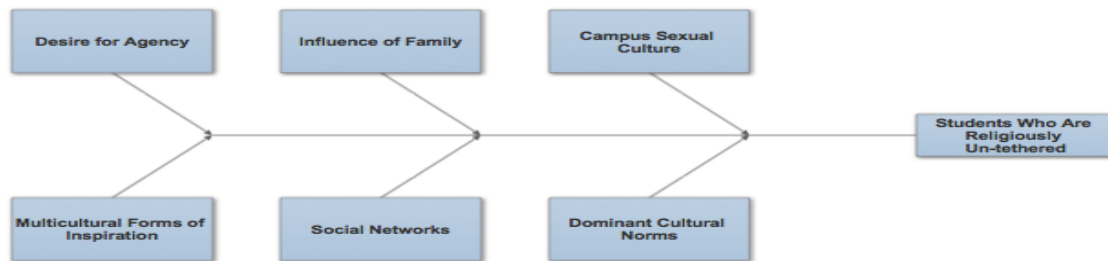 Desire for Agency
Influence of Family
Campus Sexual
Culture
Students Who Are
Religiously
Un-tethered
Multicultural Forms of
Inspiration
Social Networks
Dominant Cultural
Norms